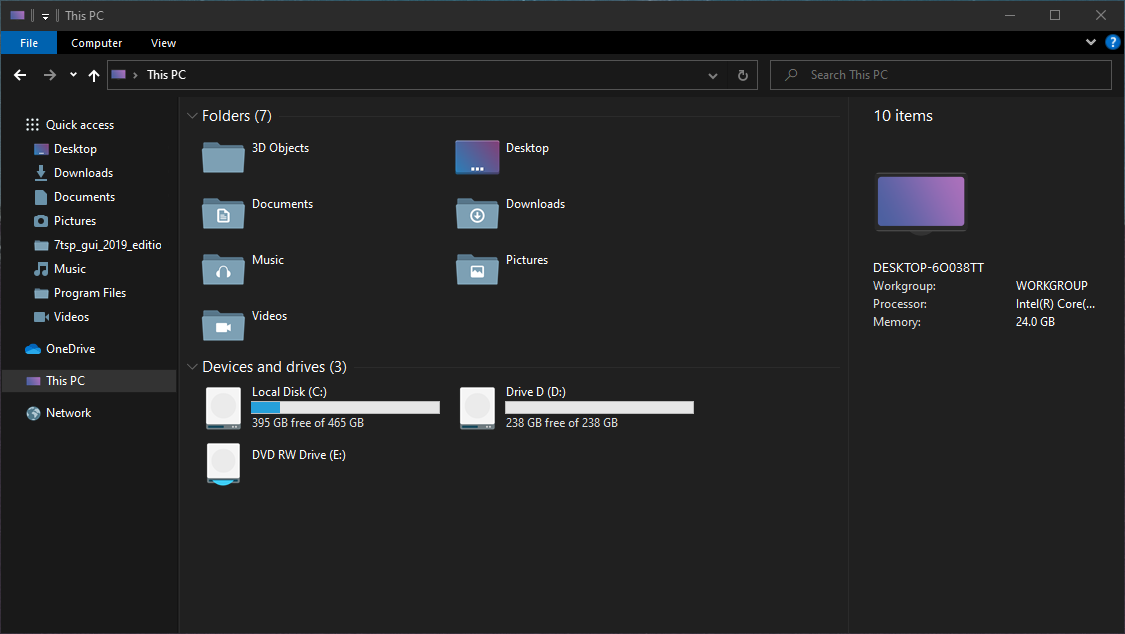 This PC
File Computer View
This PC
Search This PC
Quick access
Desktop
Downloads
Documents
Pictures
7tsp_gui_2019_editio
Music
Program Files
Videos
OneDrive
This PC
Network
Folders (7)
3D Objects
Desktop
Documents
Downloads
Music
Pictures
Videos
Devices and drives (3)
Local Disk (C:)
395 GB free of 465 GB
Drive D (D:)
238 GB free of 238 GB
DVD RW Drive (E:)
10 items
DESKTOP-6O038TT
Workgroup: WORKGROUP
Processor: Intel(R) Core(...
Memory: 24.0 GB